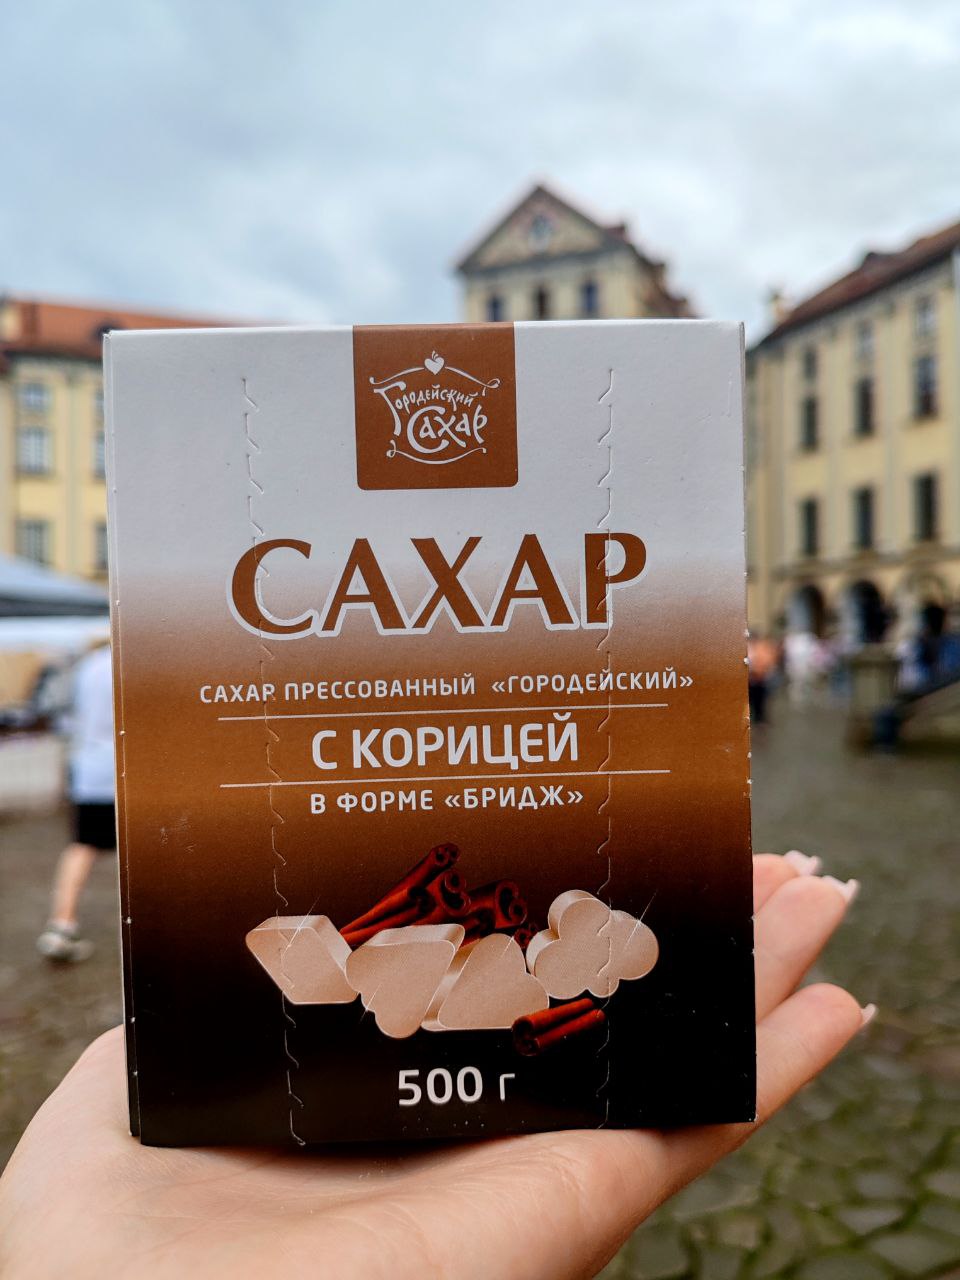 Городейский
Сахар
САХАР
САХАР ПРЕССОВАННЫЙ «ГОРОДЕЙСКИЙ»
С КОРИЦЕЙ
В ФОРМЕ «БРИДЖ»
500 г